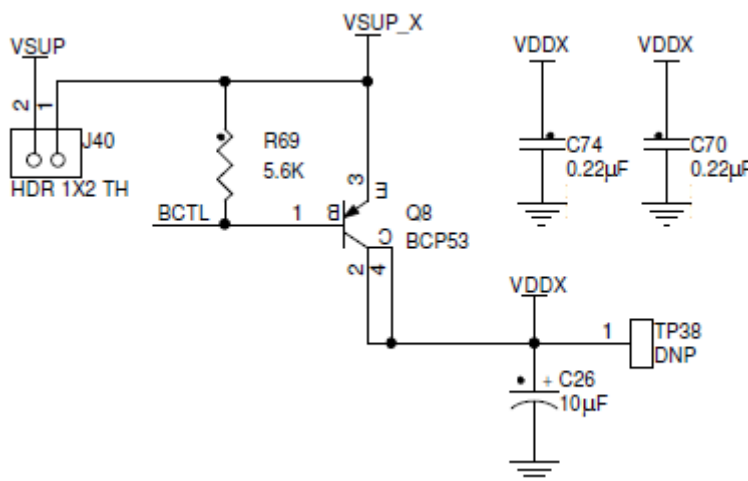 VSUP
VSUP_X
VDDX
VDDX
2
1
J40
HDR 1X2 TH
R69
5.6K
C74
0.22µF
C70
0.22µF
BCTL
1
B
3
E
Q8
BCP53
C
2
4
VDDX
1
TP38
DNP
+
C26
10µF